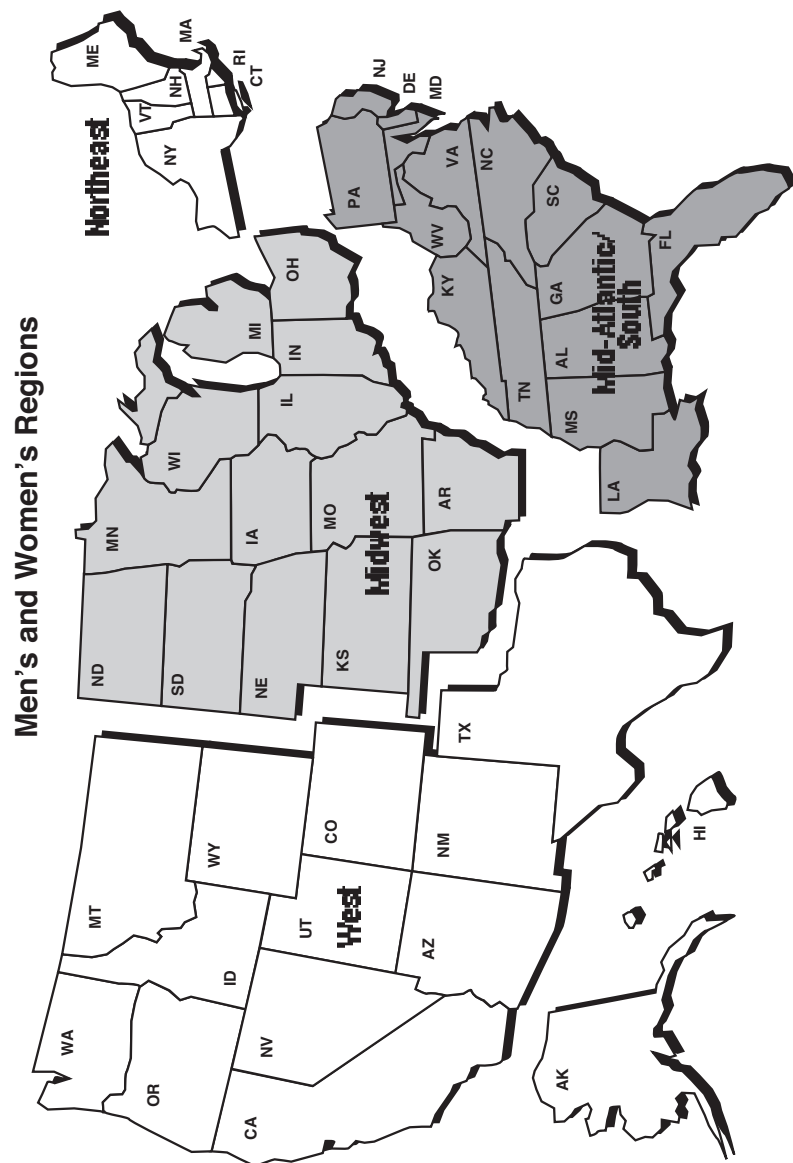 Men's and Women's Regions
West
WA
OR
CA
NV
ID
MT
WY
UT
CO
AZ
NM
TX
AK
HI
Midwest
ND
SD
NE
KS
OK
MN
IA
MO
AR
WI
IL
MI
IN
OH
Northeast
ME
VT
NH
MA
NY
RI
CT
Mid-Atlantic/
South
PA
NJ
DE
MD
WV
VA
KY
NC
TN
SC
GA
AL
MS
LA
FL